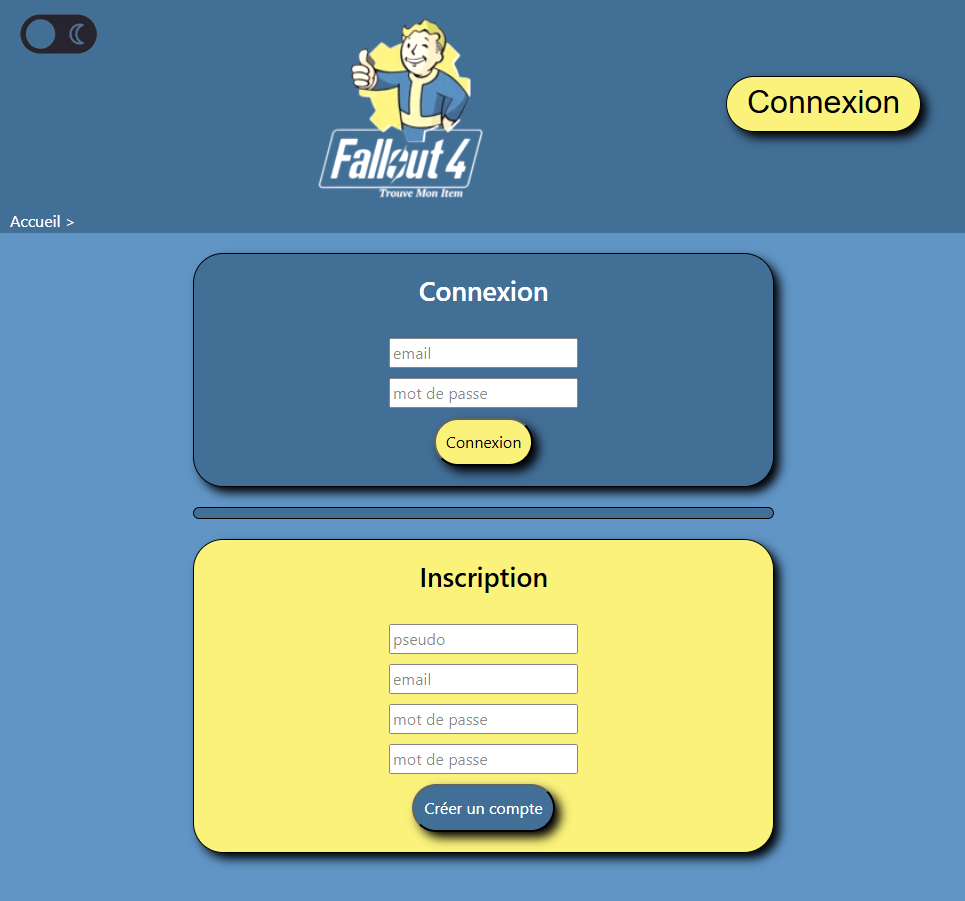 Connexion
Fallout 4
Trouve Mon Item
Accueil >
Connexion
email
mot de passe
Connexion
Inscription
pseudo
email
mot de passe
mot de passe
Créer un compte